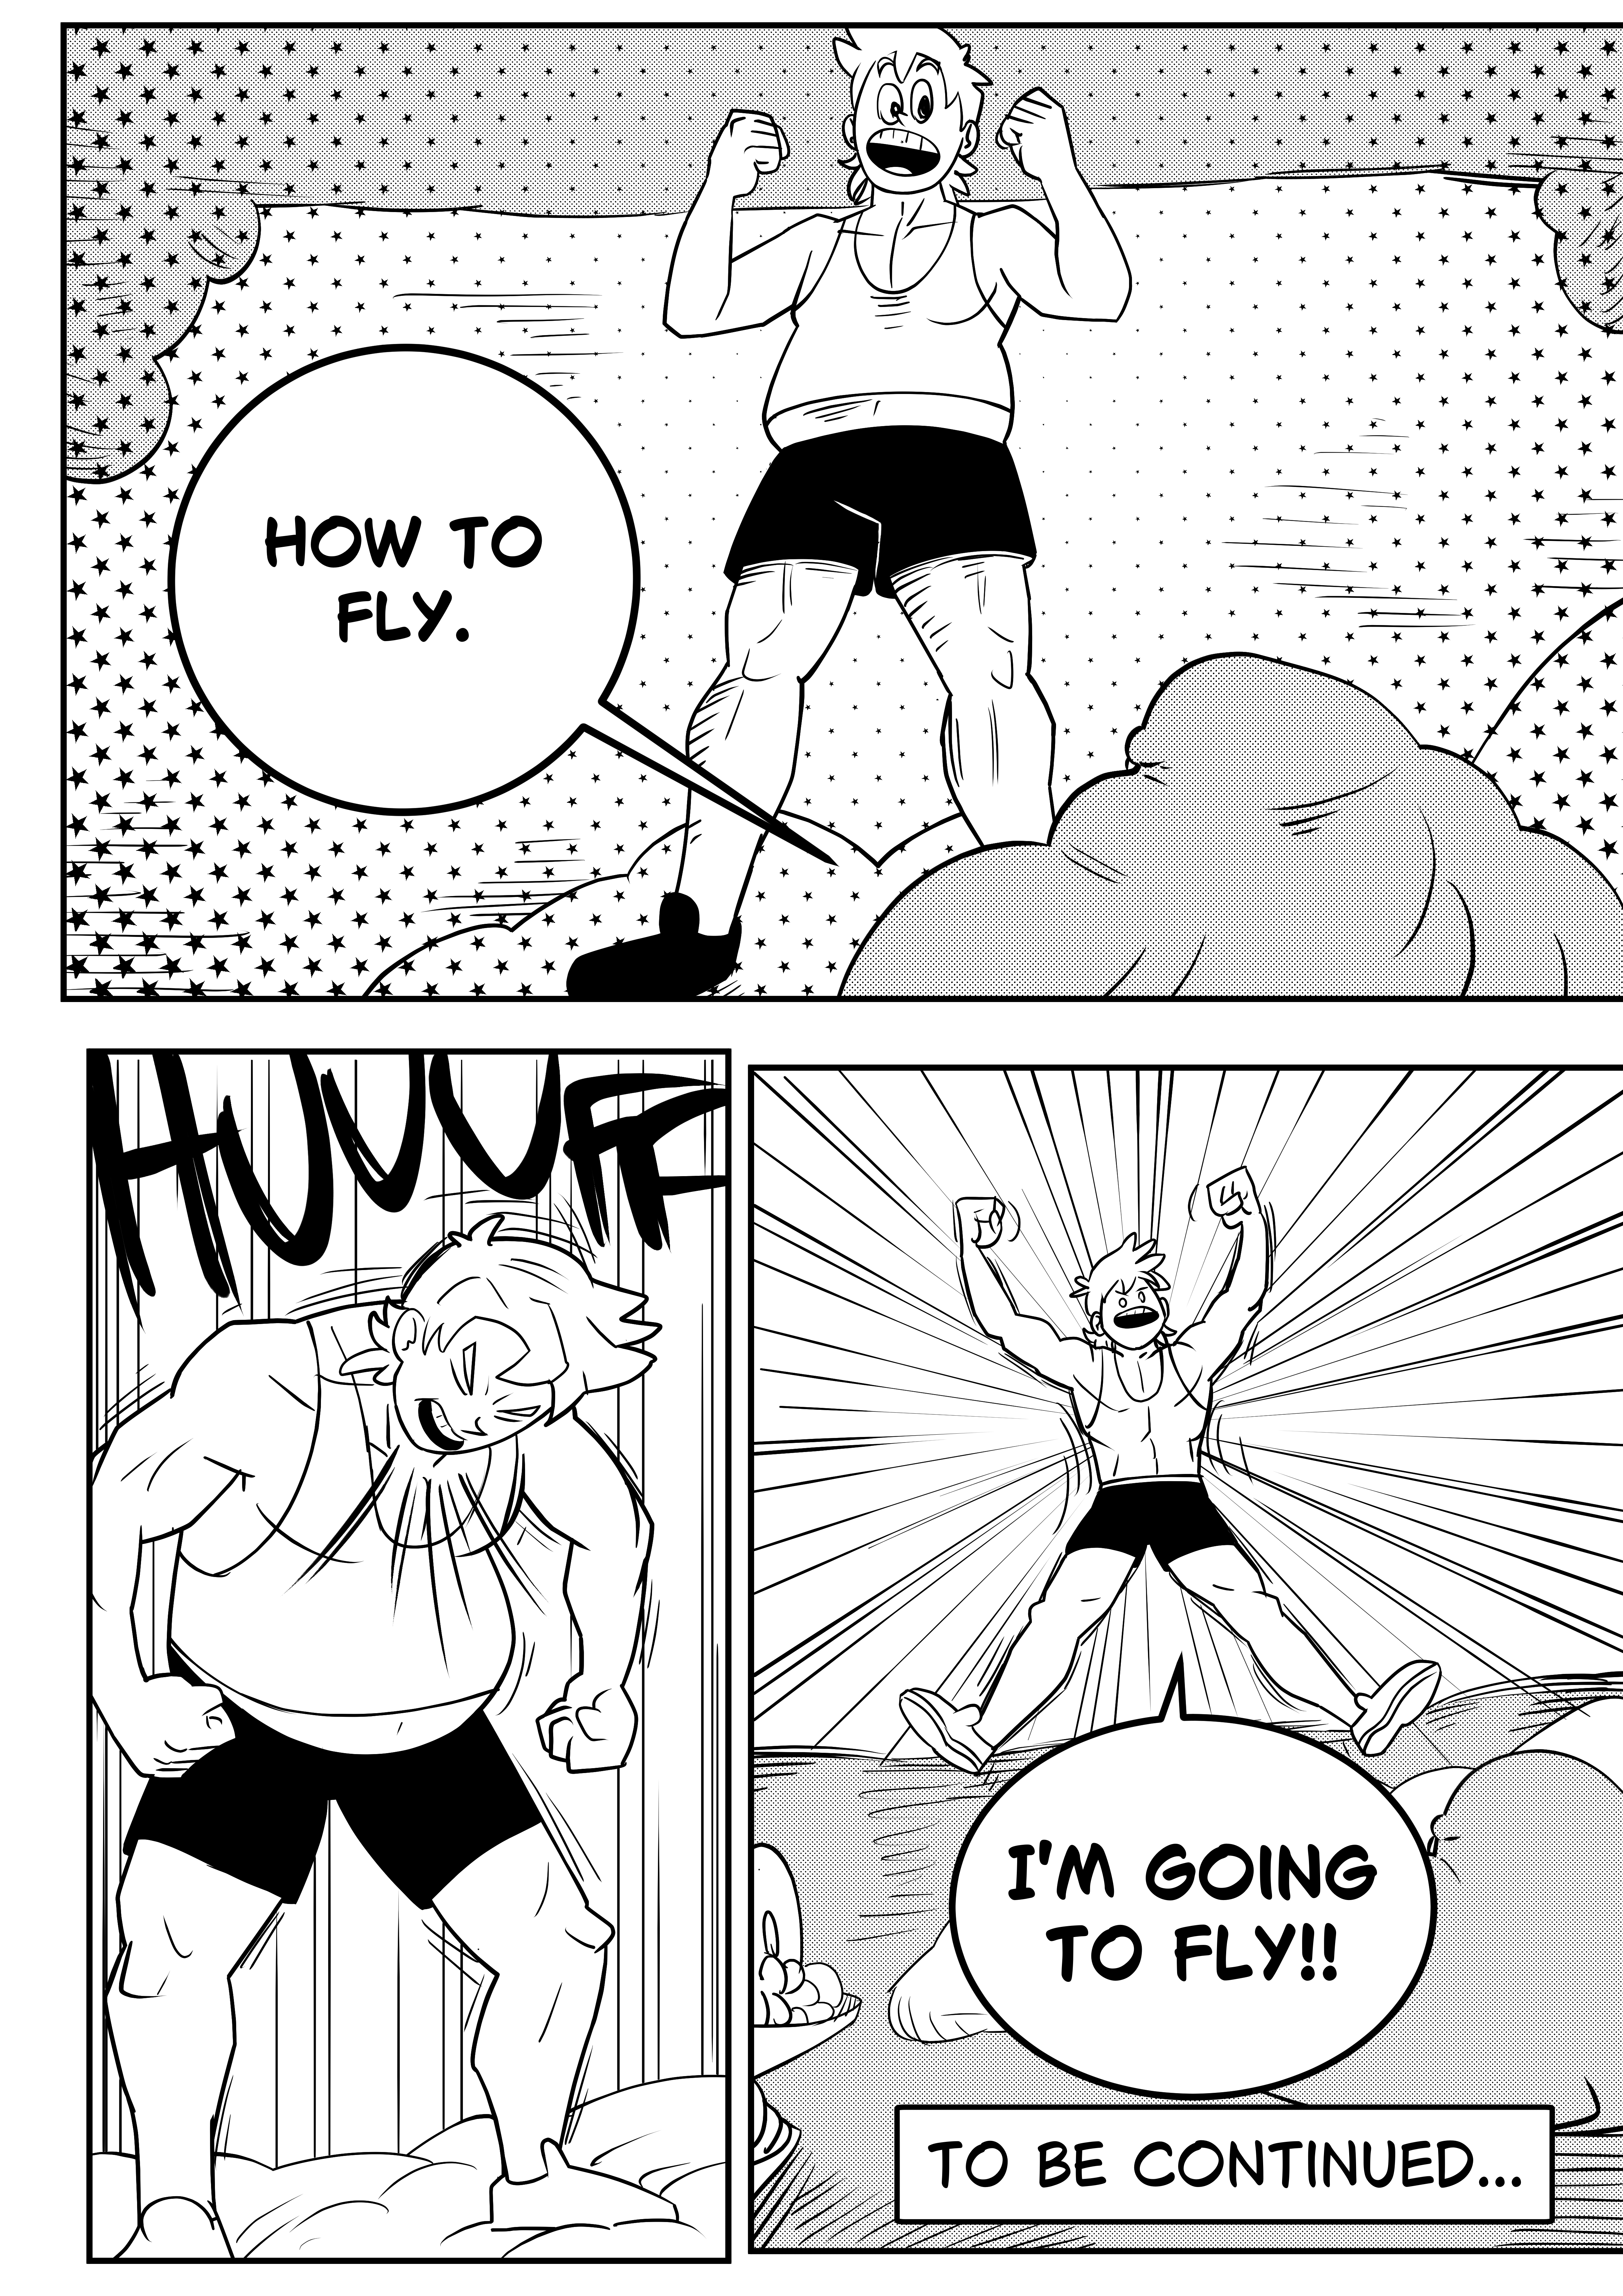 HOW TO
FLY.
HUUUFF
I'M GOING
TO FLY!!
TO BE CONTINUED...